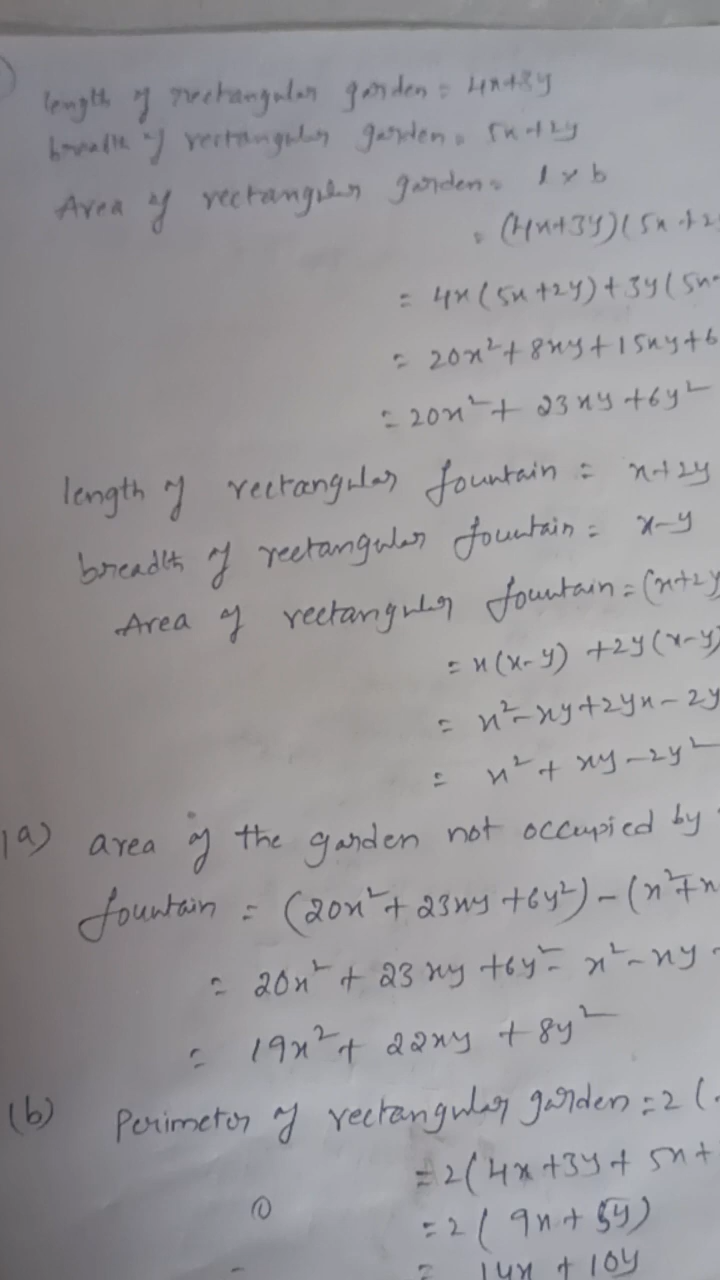 length of rectangular garden = 4x+3y
breadth of rectangular garden = 5x+2y
Area of rectangular garden = l x b
= (4x+3y)(5x+2
= 4x(5x+2y)+3y(5x
= 20x²+8xy+15xy+6
= 20x²+23xy+6y²
length of rectangular fountain = x+2y
breadth of rectangular fountain = x-y
Area of rectangular fountain = (x+2y
= x(x-y) +2y(x-y)
= x²-xy+2yx-2y
= x²+xy-2y²
1a) area of the garden not occupied by
fountain = (20x²+23xy+6y²)-(x²+x
= 20x²+23xy+6y²-x²-xy
= 19x²+22xy+8y²
(b) Perimeter of rectangular garden = 2(
= 2(4x+3y+5x+
= 2(9x+5y)
= 14x+10y